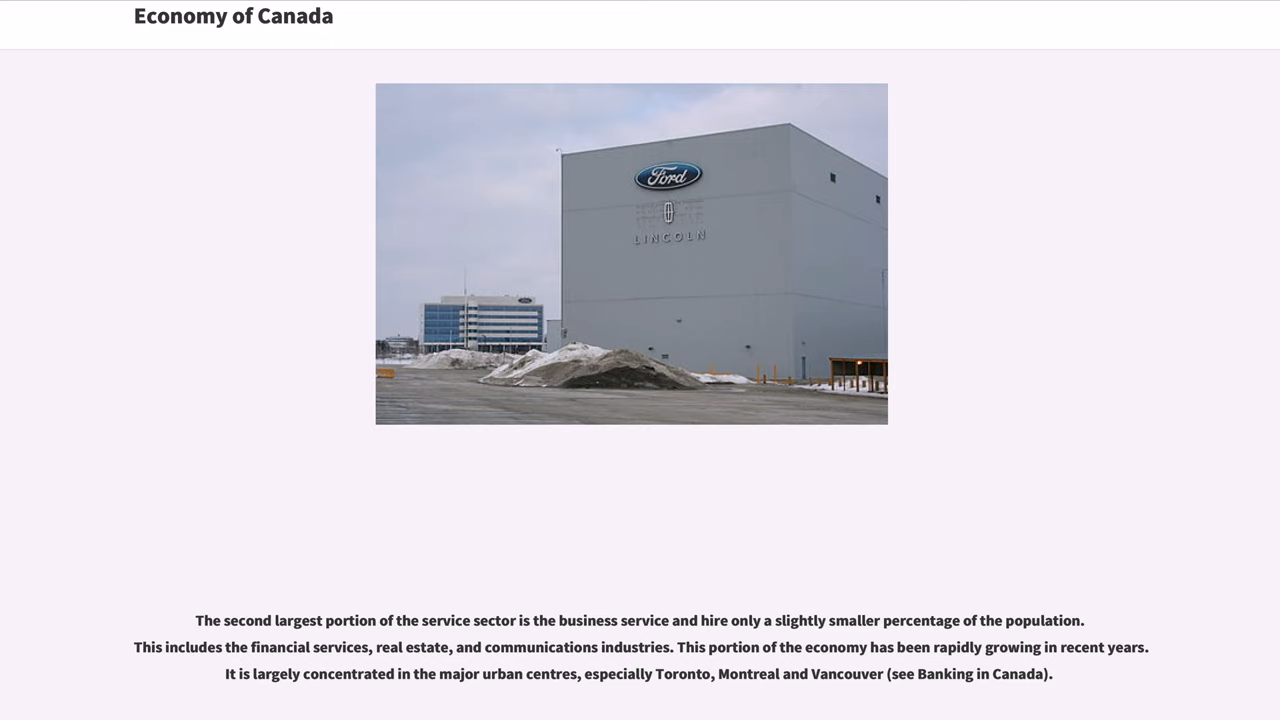 Economy of Canada
Ford
LINCOLN
The second largest portion of the service sector is the business service and hire only a slightly smaller percentage of the population.
This includes the financial services, real estate, and communications industries. This portion of the economy has been rapidly growing in recent years.
It is largely concentrated in the major urban centres, especially Toronto, Montreal and Vancouver (see Banking in Canada).